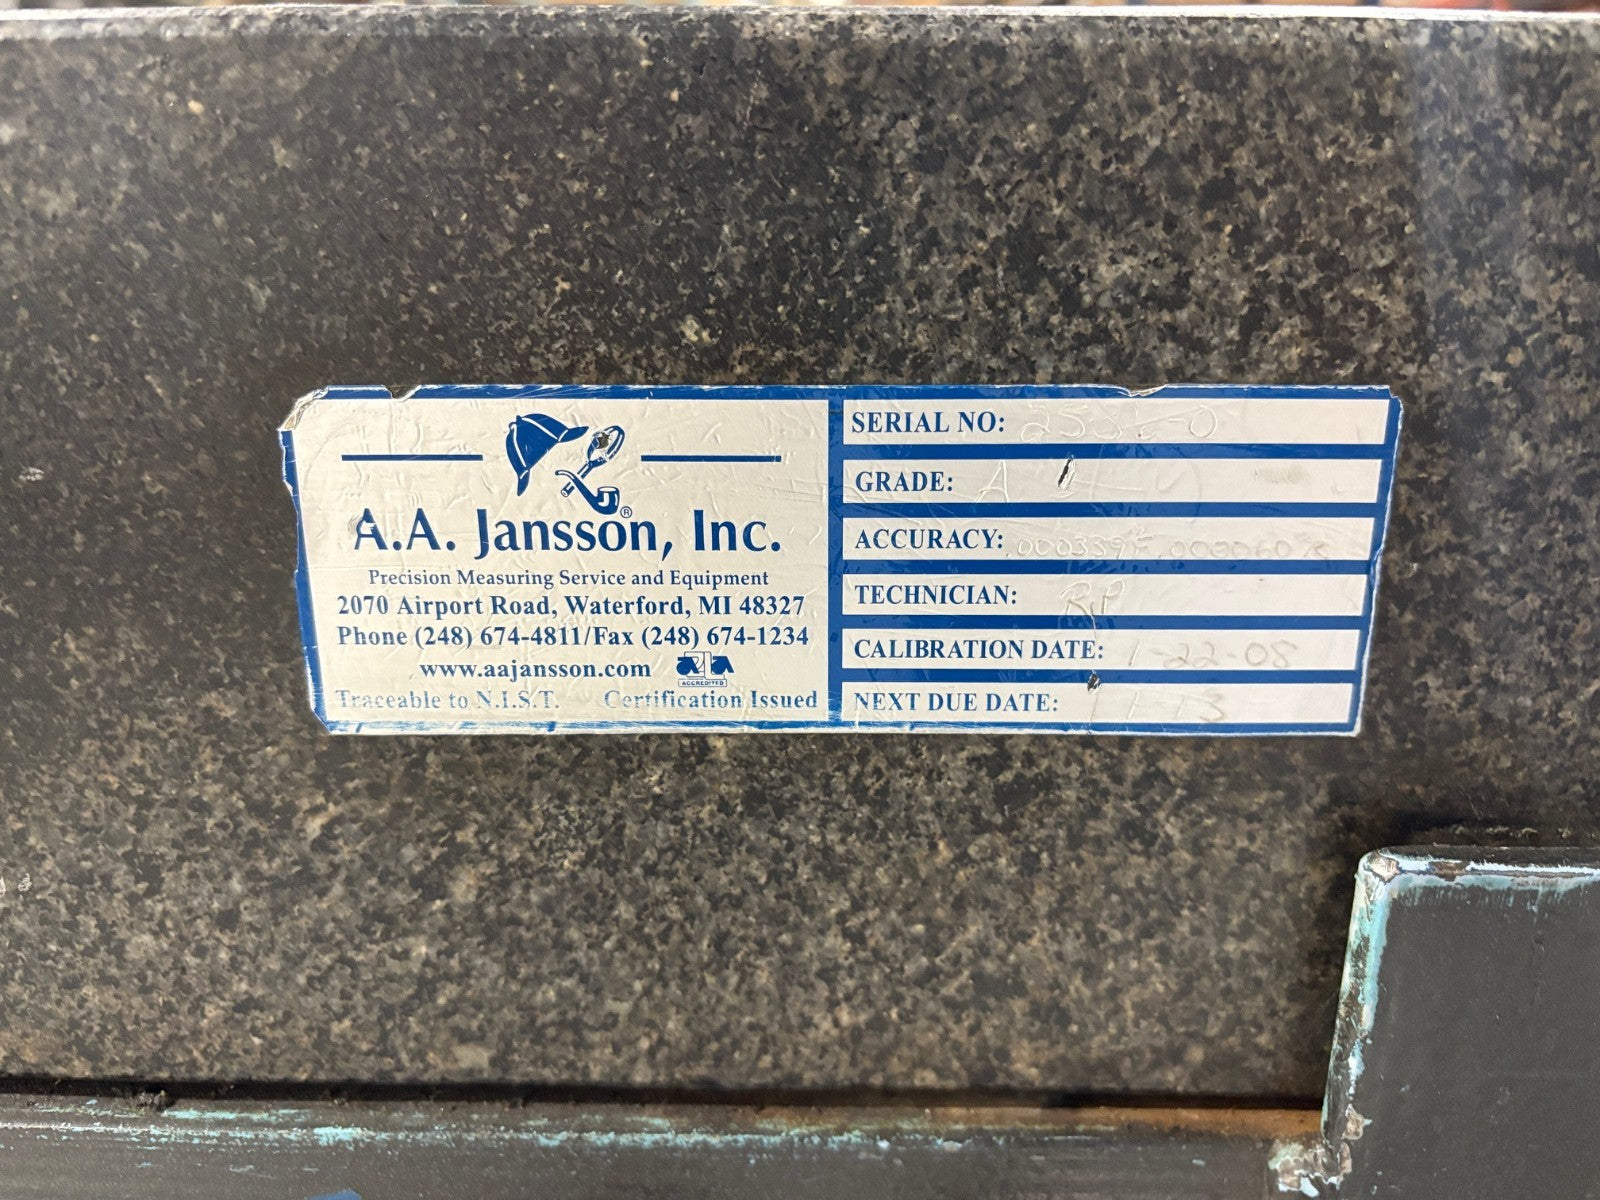 A.A. Jansson, Inc.
®
Precision Measuring Service and Equipment
2070 Airport Road, Waterford, MI 48327
Phone (248) 674-4811/Fax (248) 674-1234
www.aajansson.com
ACCREDITED
Traceable to N.I.S.T. Certification Issued
SERIAL NO:
GRADE: A
ACCURACY:
TECHNICIAN:
CALIBRATION DATE: 1-22-08
NEXT DUE DATE: